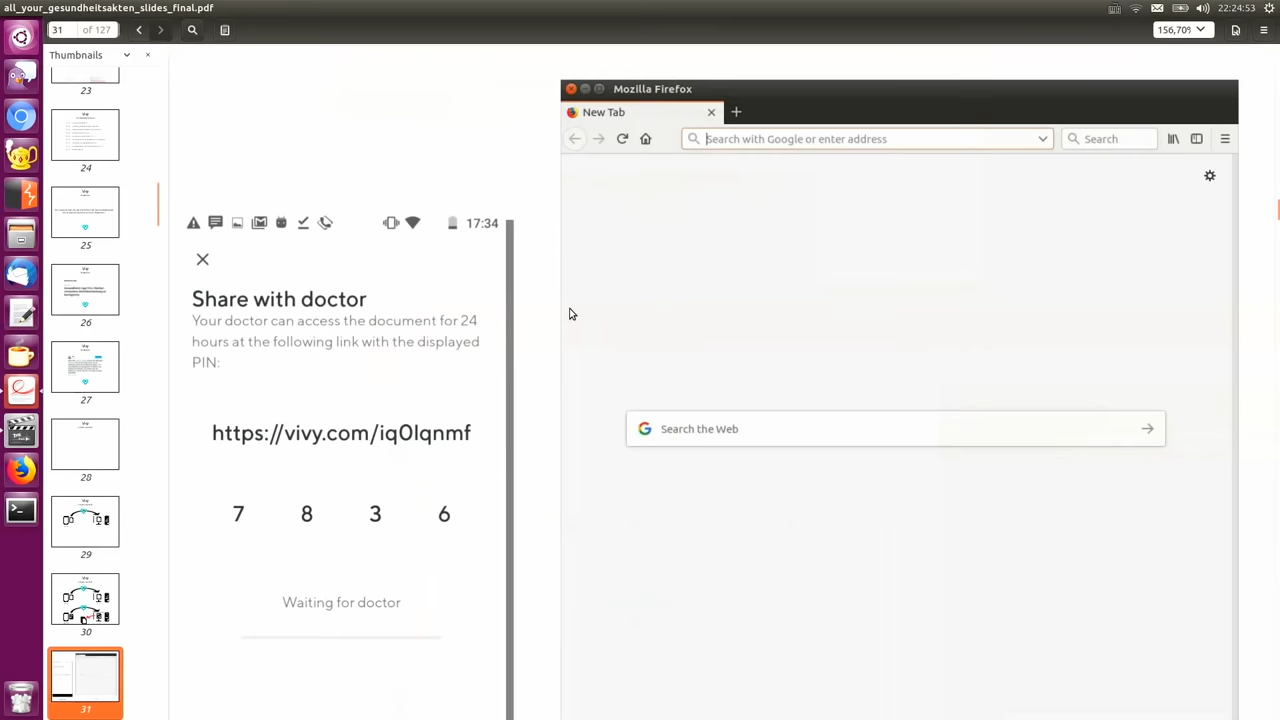 all_your_gesundheitsakten_slides_final.pdf
22:24:53
31 of 127
156,70%
Thumbnails
23
24
25
26
27
28
29
30
31
17:34
Share with doctor
Your doctor can access the document for 24
hours at the following link with the displayed
PIN:
https://vivy.com/iq0lqnmf
7 8 3 6
Waiting for doctor
Mozilla Firefox
New Tab
Search with Google or enter address
Search
Search the Web